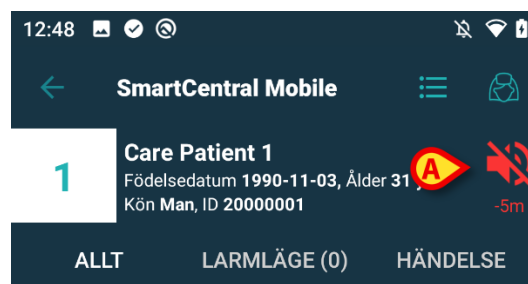 12:48
SmartCentral Mobile
1
Care Patient 1
Födelsedatum 1990-11-03, Ålder 31
Kön Man, ID 20000001
A
-5m
ALLT LARMLÄGE (0) HÄNDELSE